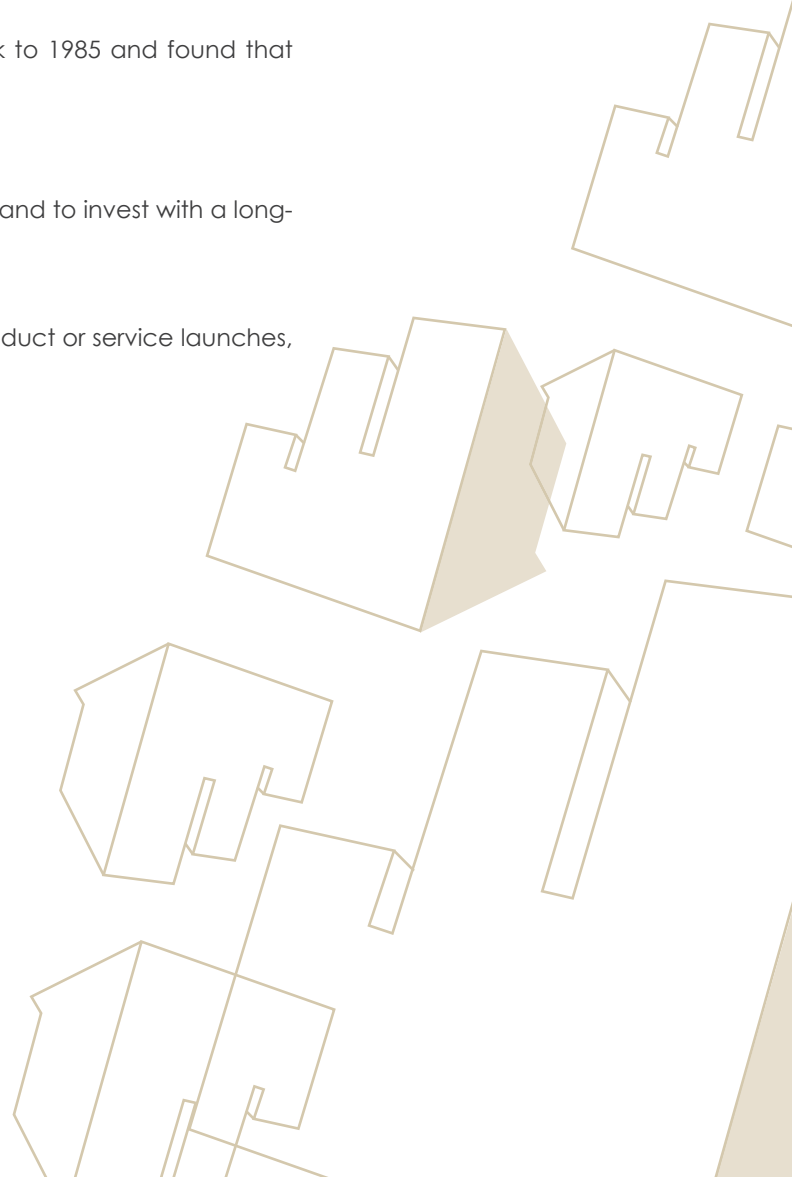 to 1985 and found that
and to invest with a long-
duct or service launches,